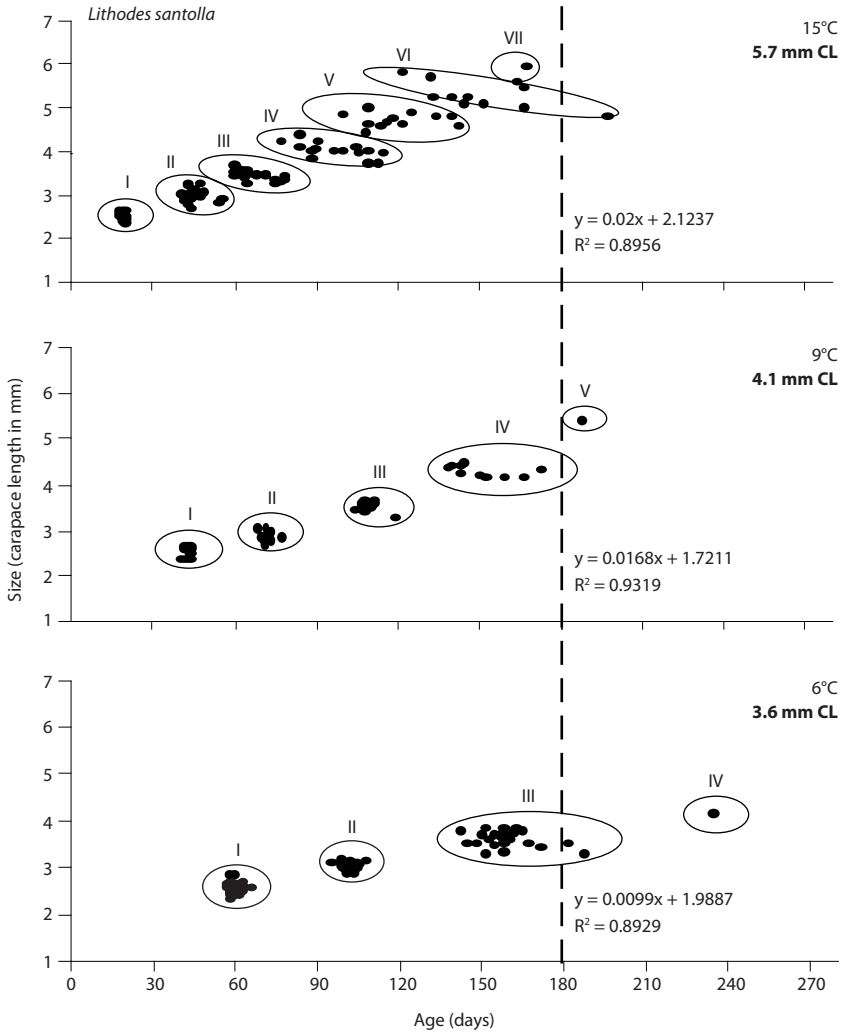 Lithodes santolla
7
6
5
4
3
2
1
I
II
III
IV
V
VI
VII
15°C
5.7 mm CL
y = 0.02x + 2.1237
R² = 0.8956
Size (carapace length in mm)
7
6
5
4
3
2
1
I
II
III
IV
V
9°C
4.1 mm CL
y = 0.0168x + 1.7211
R² = 0.9319
7
6
5
4
3
2
1
I
II
III
IV
6°C
3.6 mm CL
y = 0.0099x + 1.9887
R² = 0.8929
0 30 60 90 120 150 180 210 240 270
Age (days)